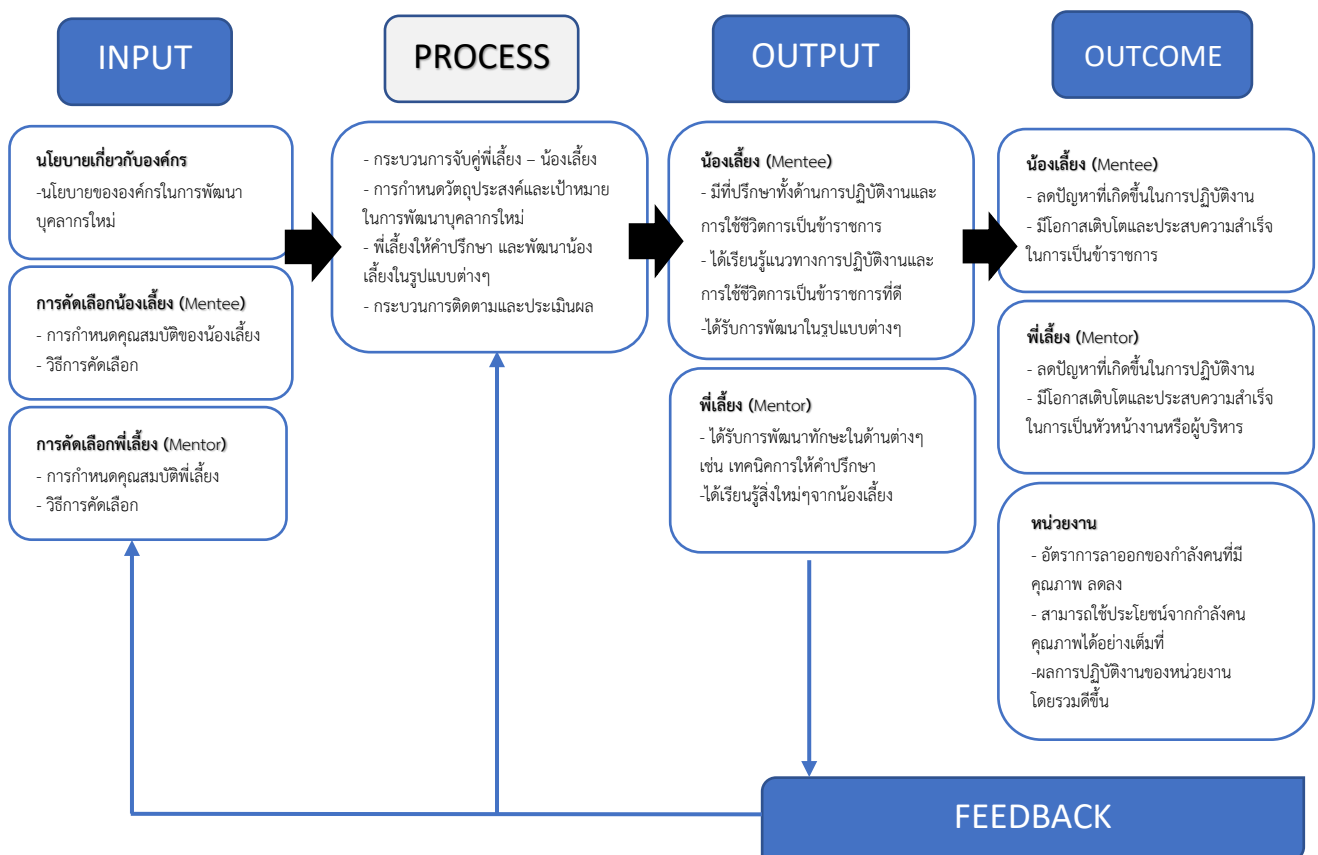 INPUT
นโยบายเกี่ยวกับองค์กร
-นโยบายขององค์กรในการพัฒนา
บุคลากรใหม่
การคัดเลือกน้องเลี้ยง (Mentee)
- การกำหนดคุณสมบัติของน้องเลี้ยง
- วิธีการคัดเลือก
การคัดเลือกพี่เลี้ยง (Mentor)
- การกำหนดคุณสมบัติพี่เลี้ยง
- วิธีการคัดเลือก
PROCESS
- กระบวนการจับคู่พี่เลี้ยง – น้องเลี้ยง
- การกำหนดวัตถุประสงค์และเป้าหมาย
ในการพัฒนาบุคลากรใหม่
- พี่เลี้ยงให้คำปรึกษา และพัฒนาน้อง
เลี้ยงในรูปแบบต่างๆ
- กระบวนการติดตามและประเมินผล
OUTPUT
น้องเลี้ยง (Mentee)
- มีที่ปรึกษาทั้งด้านการปฏิบัติงานและ
การใช้ชีวิตการเป็นข้าราชการ
- ได้เรียนรู้แนวทางการปฏิบัติงานและ
การใช้ชีวิตการเป็นข้าราชการที่ดี
-ได้รับการพัฒนาในรูปแบบต่างๆ
พี่เลี้ยง (Mentor)
- ได้รับการพัฒนาทักษะในด้านต่างๆ
เช่น เทคนิคการให้คำปรึกษา
-ได้เรียนรู้สิ่งใหม่ๆจากน้องเลี้ยง
OUTCOME
น้องเลี้ยง (Mentee)
- ลดปัญหาที่เกิดขึ้นในการปฏิบัติงาน
- มีโอกาสเติบโตและประสบความสำเร็จ
ในการเป็นข้าราชการ
พี่เลี้ยง (Mentor)
- ลดปัญหาที่เกิดขึ้นในการปฏิบัติงาน
- มีโอกาสเติบโตและประสบความสำเร็จ
ในการเป็นหัวหน้างานหรือผู้บริหาร
หน่วยงาน
- อัตราการลาออกของกำลังคนที่มี
คุณภาพ ลดลง
- สามารถใช้ประโยชน์จากกำลังคน
คุณภาพได้อย่างเต็มที่
-ผลการปฏิบัติงานของหน่วยงาน
โดยรวมดีขึ้น
FEEDBACK